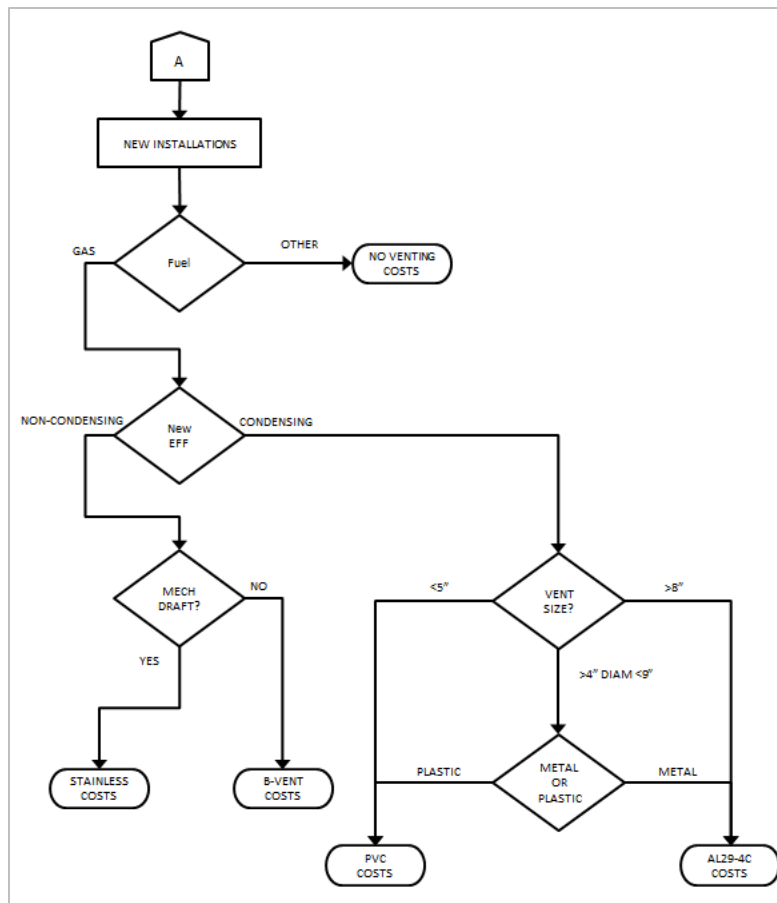 A
NEW INSTALLATIONS
GAS
Fuel
OTHER
NO VENTING
COSTS
NON-CONDENSING
New
EFF
CONDENSING
MECH
DRAFT?
NO
YES
<5”
VENT
SIZE?
>8”
>4” DIAM <9”
STAINLESS
COSTS
B-VENT
COSTS
PLASTIC
METAL
OR
PLASTIC
METAL
PVC
COSTS
AL29-4C
COSTS